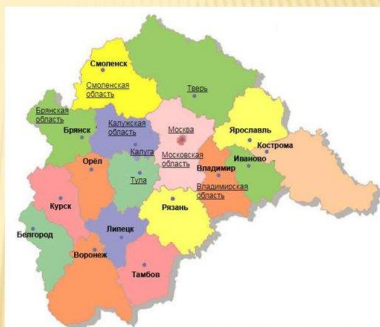 Смоленск
Смоленская
область
Тверь
Брянская
область
Брянск
Калужская
область
Калуга
Москва
Московская
область
Ярославль
Кострома
Иваново
Владимир
Владимирская
область
Орёл
Тула
Рязань
Курск
Липецк
Белгород
Воронеж
Тамбов